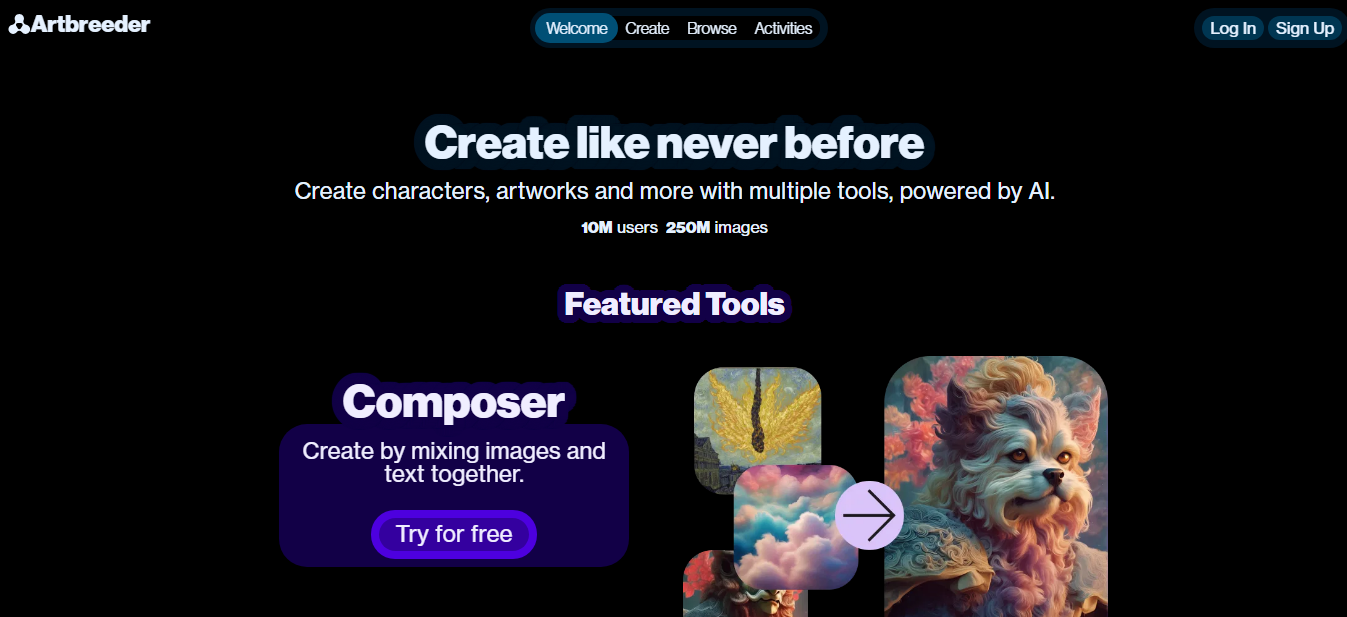 Artbreeder
Welcome Create Browse Activities
Log In Sign Up
Create like never before
Create characters, artworks and more with multiple tools, powered by AI.
10M users 250M images
Featured Tools
Composer
Create by mixing images and
text together.
Try for free